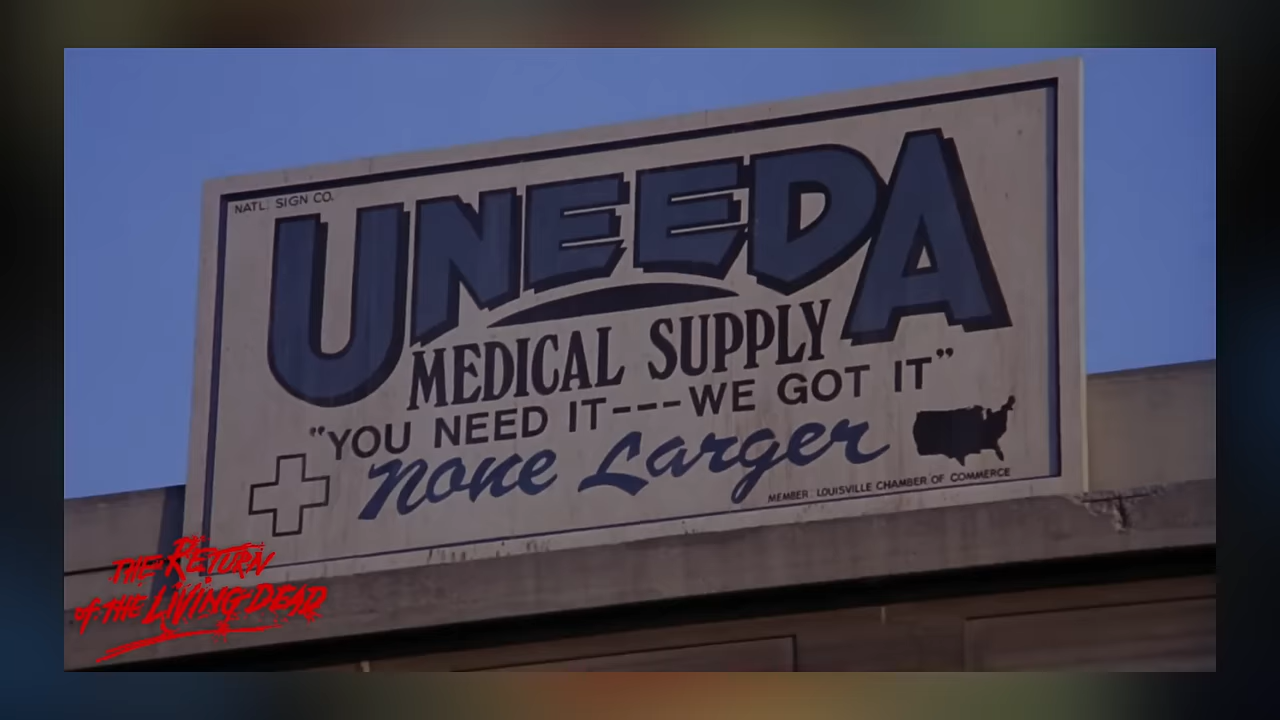 NATL. SIGN CO.
UNEEDA
MEDICAL SUPPLY
"YOU NEED IT---WE GOT IT"
None Larger
MEMBER: LOUISVILLE CHAMBER OF COMMERCE
THE RETURN
of THE LIVING DEAD